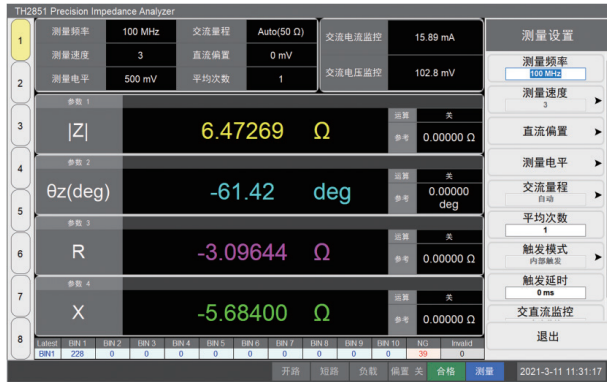 TH2851 Precision Impedance Analyzer
测量频率 100 MHz 交流量程 Auto(50 Ω) 交流电流监控 15.89 mA
测量速度 3 直流偏置 0 mV
测量电平 500 mV 平均次数 1 交流电压监控 102.8 mV
参数 1
|Z| 6.47269 Ω
运算 关
参考 0.00000 Ω
参数 2
θz(deg) -61.42 deg
运算 关
参考 0.00000 deg
参数 3
R -3.09644 Ω
运算 关
参考 0.00000 Ω
参数 4
X -5.68400 Ω
运算 关
参考 0.00000 Ω
Latest BIN 1 BIN 2 BIN 3 BIN 4 BIN 5 BIN 6 BIN 7 BIN 8 BIN 9 BIN 10 NG Invalid
BIN1 228 0 0 0 0 0 0 0 0 0 39 0
1
2
3
4
5
6
7
8
测量设置
测量频率
100 MHz
测量速度
3
直流偏置
测量电平
交流量程
自动
平均次数
1
触发模式
内部触发
触发延时
0 ms
交直流监控
退出
开路 短路 负载 偏置 关 合格 测量 2021-3-11 11:31:17